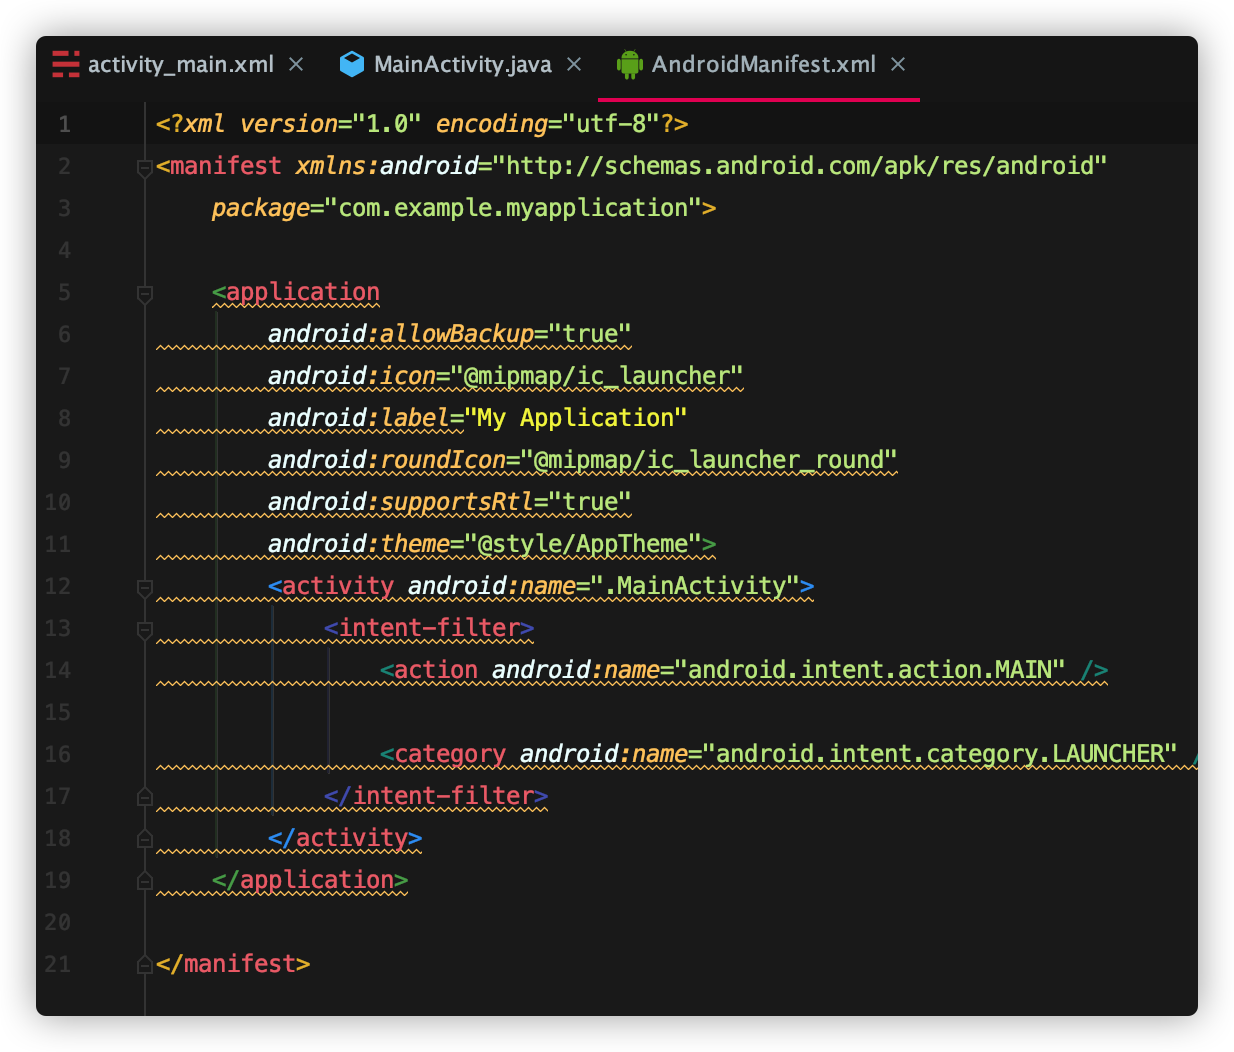 activity_main.xml × MainActivity.java × AndroidManifest.xml ×
1 <?xml version="1.0" encoding="utf-8"?>
2 <manifest xmlns:android="http://schemas.android.com/apk/res/android"
3 package="com.example.myapplication">
4
5 <application
6 android:allowBackup="true"
7 android:icon="@mipmap/ic_launcher"
8 android:label="My Application"
9 android:roundIcon="@mipmap/ic_launcher_round"
10 android:supportsRtl="true"
11 android:theme="@style/AppTheme">
12 <activity android:name=".MainActivity">
13 <intent-filter>
14 <action android:name="android.intent.action.MAIN" />
15
16 <category android:name="android.intent.category.LAUNCHER" /
17 </intent-filter>
18 </activity>
19 </application>
20
21 </manifest>